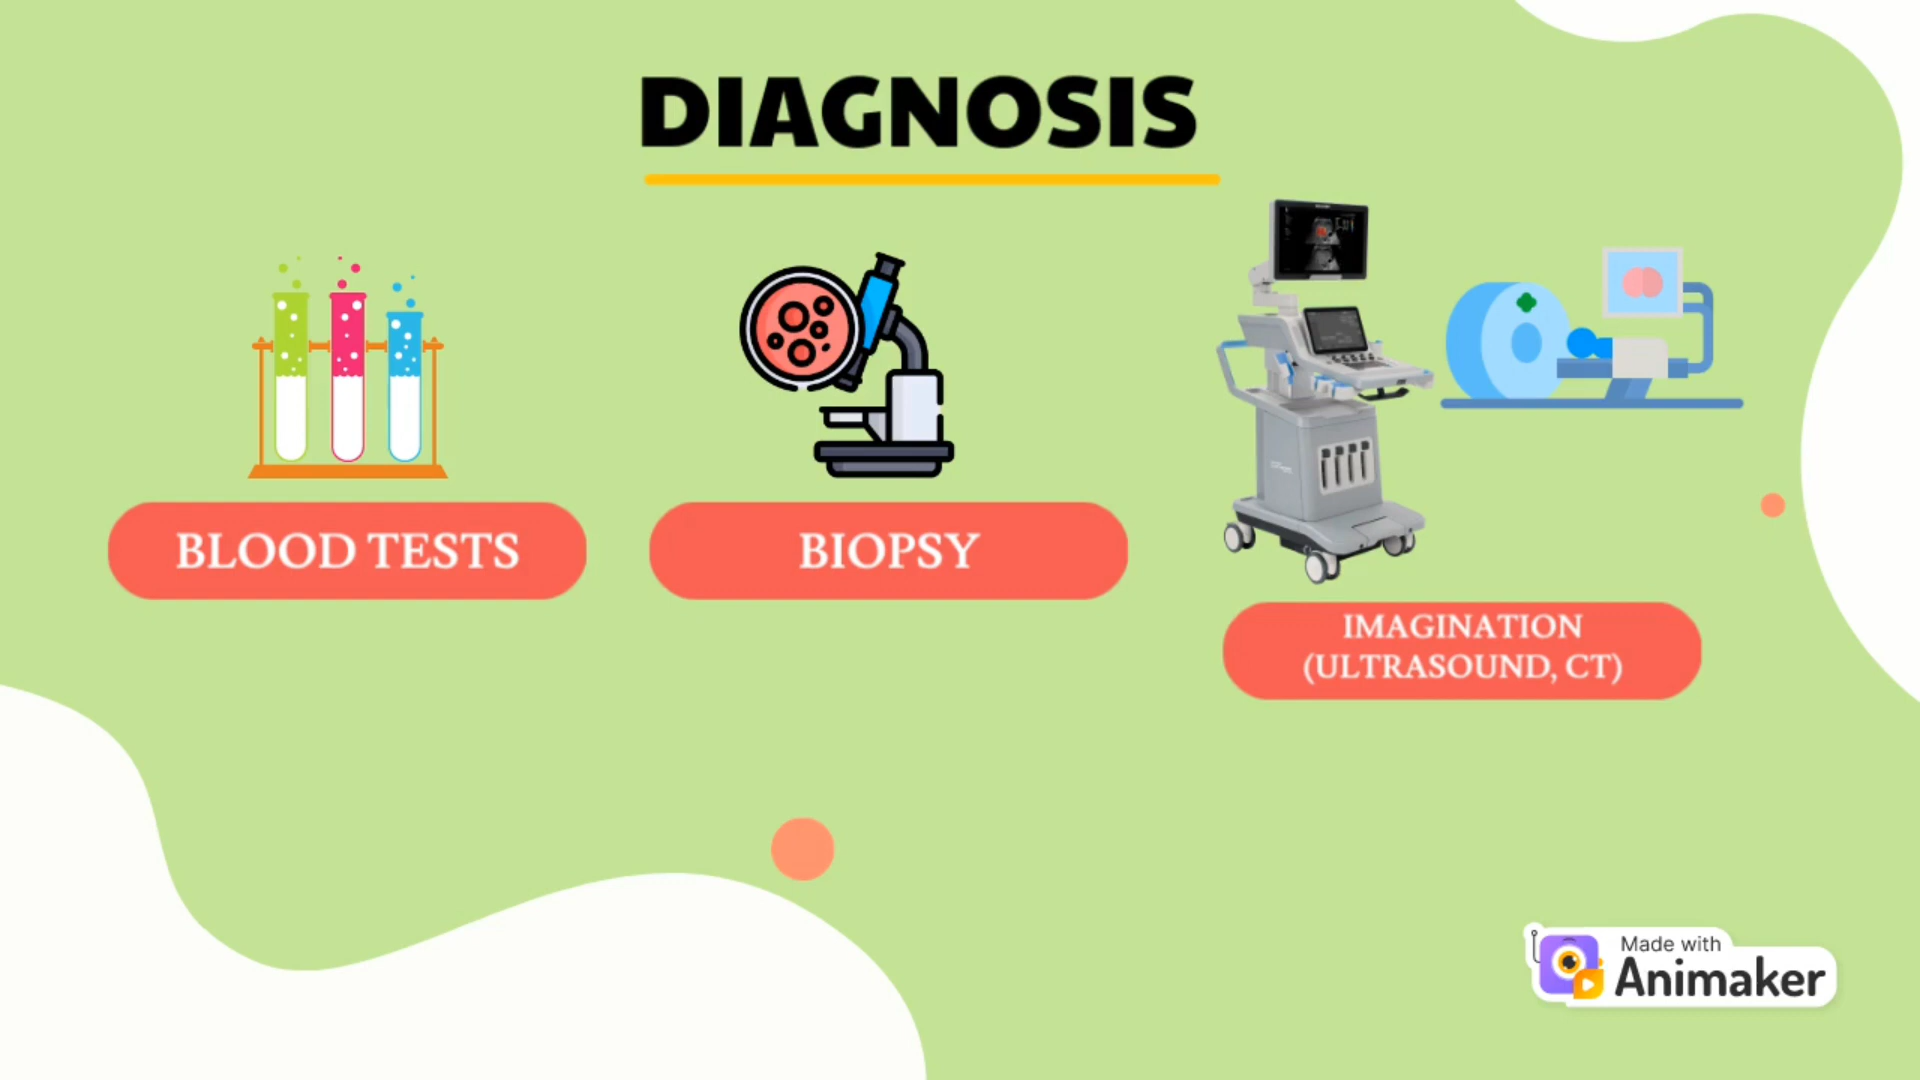 DIAGNOSIS
BLOOD TESTS
BIOPSY
IMAGINATION
(ULTRASOUND, CT)
Made with
Animaker